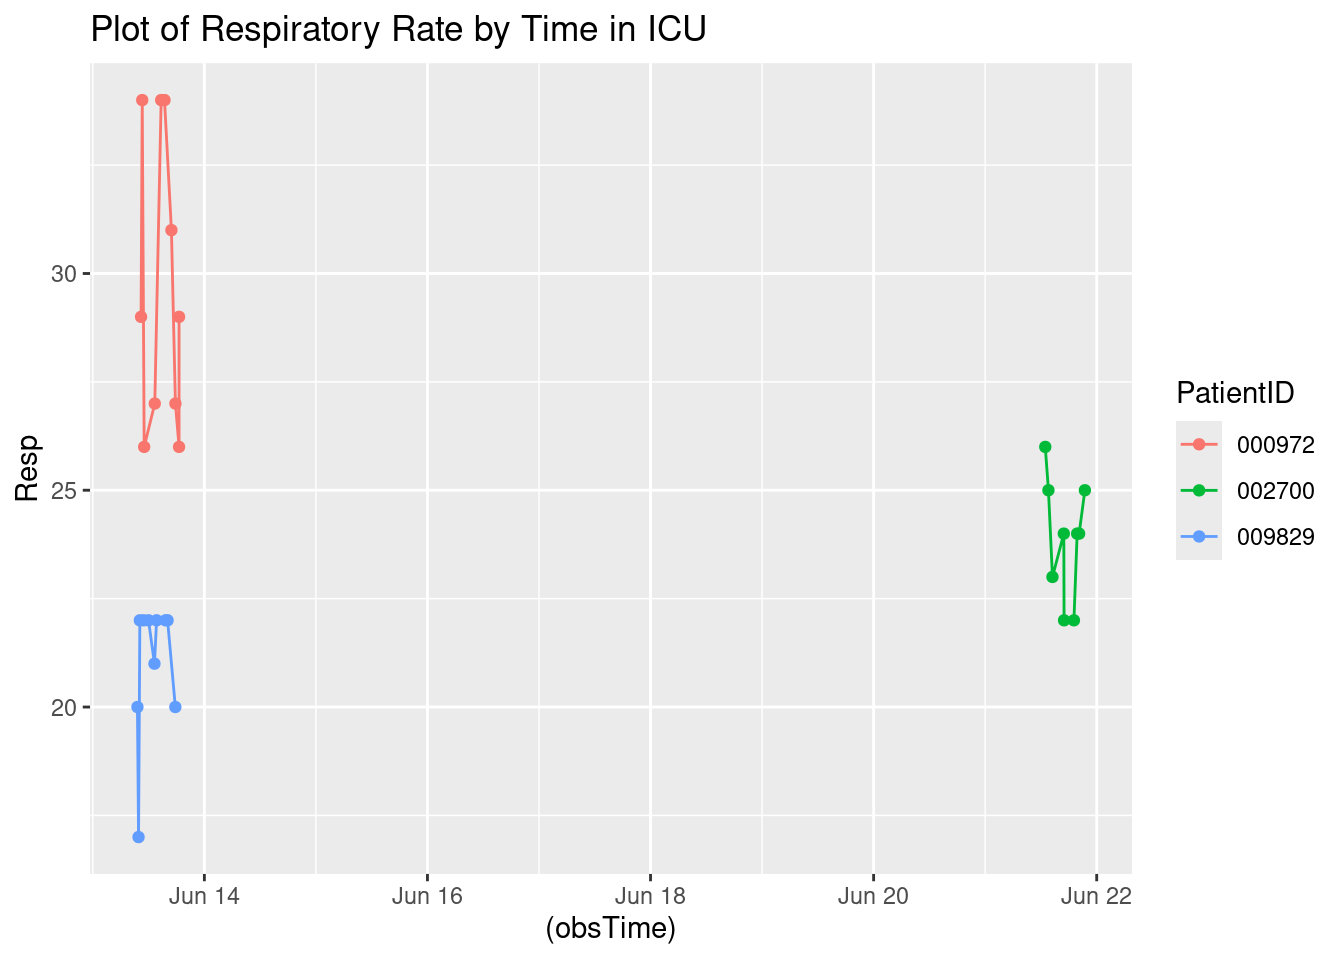 Plot of Respiratory Rate by Time in ICU
Resp
30
25
20
Jun 14
Jun 16
Jun 18
Jun 20
Jun 22
(obsTime)
PatientID
000972
002700
009829